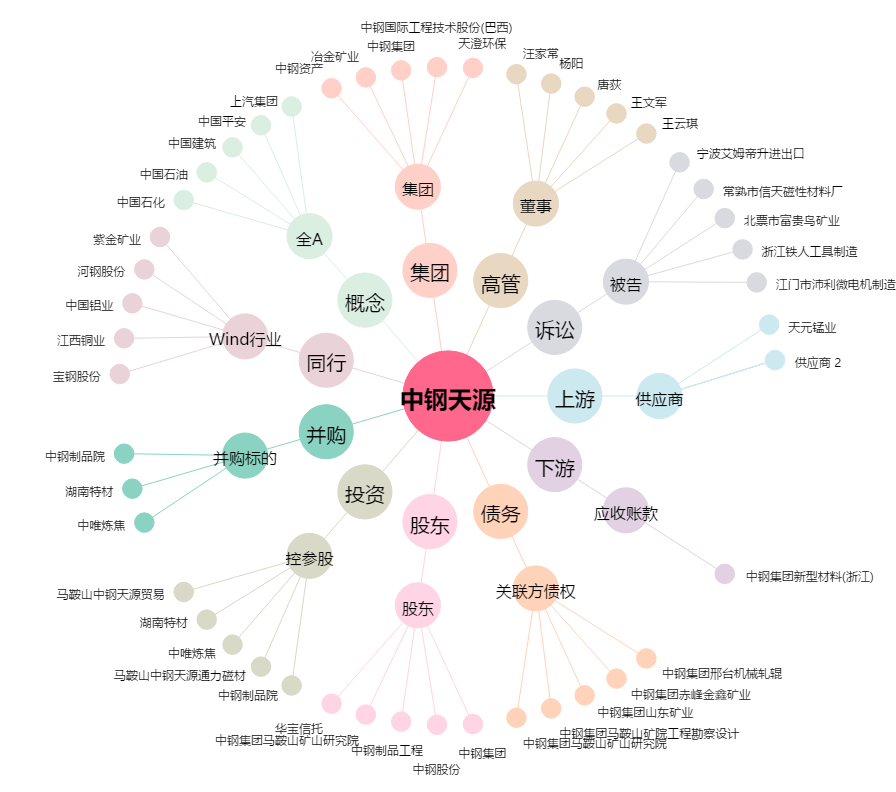 中钢国际工程技术股份(巴西)
中钢集团
天澄环保
冶金矿业
中钢资产
汪家常
杨阳
唐荻
王文军
王云琪
上汽集团
中国平安
中国建筑
中国石油
中国石化
集团
董事
宁波艾姆帝升进出口
常熟市信天磁性材料厂
北票市富贵鸟矿业
浙江铁人工具制造
江门市沛利微电机制造
全A
集团
高管
被告
概念
诉讼
紫金矿业
河钢股份
中国铝业
江西铜业
宝钢股份
Wind行业
同行
天元锰业
供应商 2
中钢天源
上游
供应商
并购
并购标的
中钢制品院
湖南特材
中唯炼焦
下游
应收账款
中钢集团新型材料(浙江)
投资
股东
债务
控参股
股东
关联方债权
马鞍山中钢天源贸易
湖南特材
中唯炼焦
马鞍山中钢天源通力磁材
中钢制品院
中钢集团邢台机械轧辊
中钢集团赤峰金鑫矿业
中钢集团山东矿业
中钢集团马鞍山矿院工程勘察设计
中钢集团马鞍山矿山研究院
华宝信托
中钢集团马鞍山矿山研究院
中钢制品工程
中钢股份
中钢集团